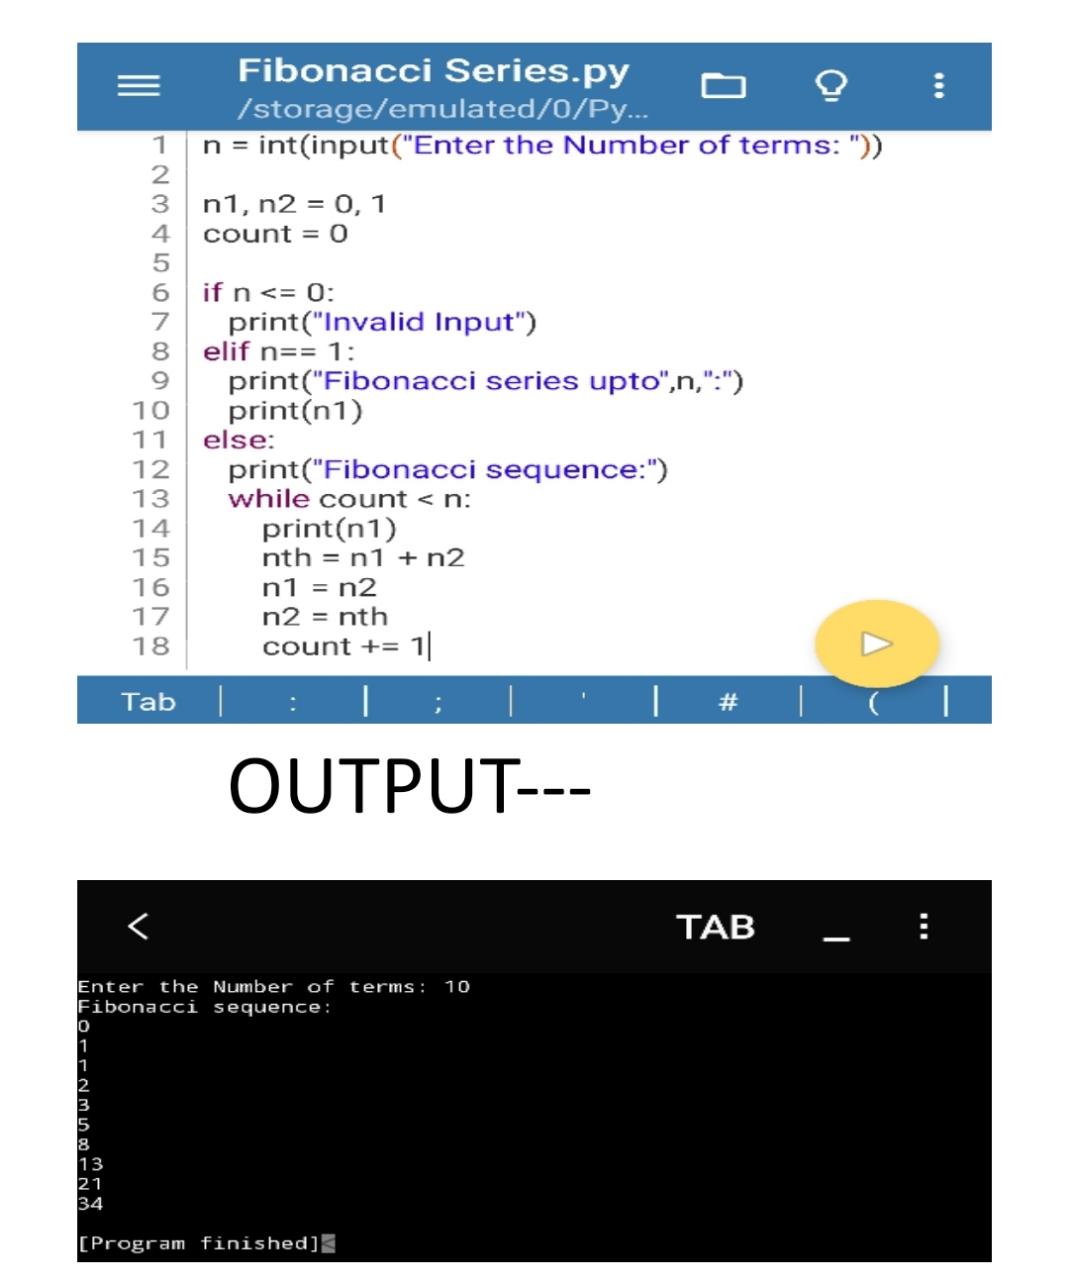 Fibonacci Series.py
/storage/emulated/0/Py...
1 n = int(input("Enter the Number of terms: "))
2
3 n1, n2 = 0, 1
4 count = 0
5
6 if n <= 0:
7   print("Invalid Input")
8 elif n== 1:
9   print("Fibonacci series upto",n,":")
10   print(n1)
11 else:
12   print("Fibonacci sequence:")
13   while count < n:
14     print(n1)
15     nth = n1 + n2
16     n1 = n2
17     n2 = nth
18     count += 1
Tab | : | ; | ' | # | ( |
OUTPUT---
< TAB _
Enter the Number of terms: 10
Fibonacci sequence:
0
1
1
2
3
5
8
13
21
34
[Program finished]